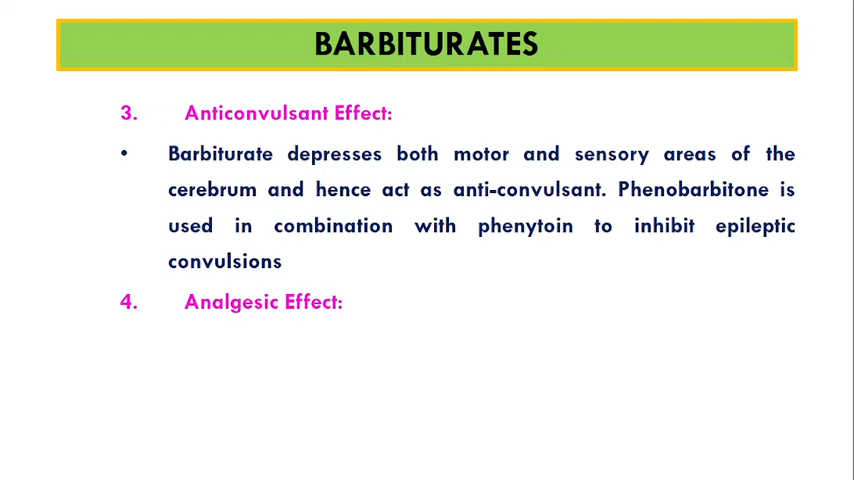 BARBITURATES
3. Anticonvulsant Effect:
• Barbiturate depresses both motor and sensory areas of the
cerebrum and hence act as anti-convulsant. Phenobarbitone is
used in combination with phenytoin to inhibit epileptic
convulsions
4. Analgesic Effect: